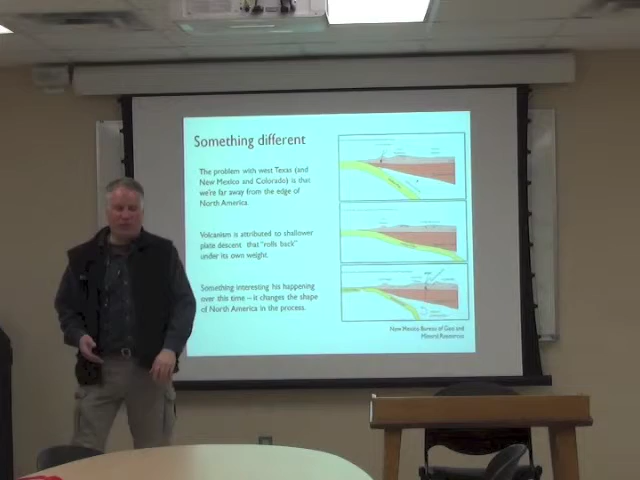 Something different
The problem with west Texas (and
New Mexico and Colorado) is that
we're far away from the edge of
North America.
Volcanism is attributed to shallower
plate descent that "rolls back"
under its own weight.
Something interesting his happening
over this time – it changes the shape
of North America in the process.
New Mexico Bureau of Geo and
Mineral Resources